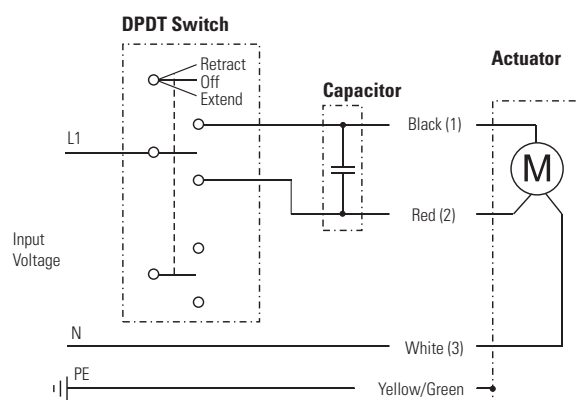 DPDT Switch
Retract
Off
Extend
Capacitor
Actuator
L1
Black (1)
M
Red (2)
Input
Voltage
N
White (3)
PE
Yellow/Green